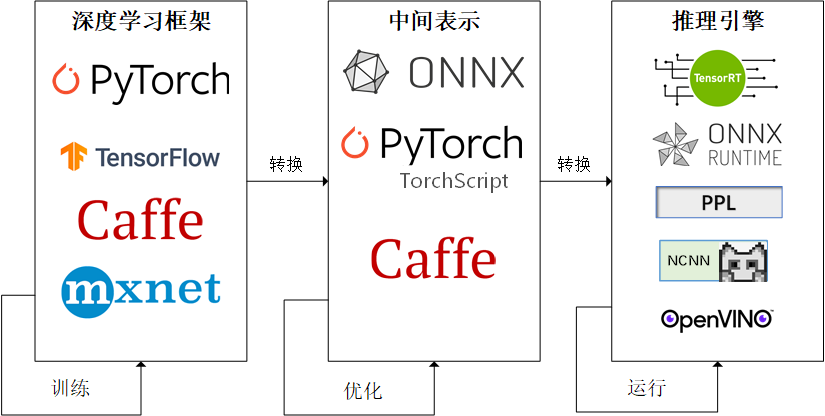 深度学习框架
PyTorch
TensorFlow
Caffe
mxnet
训练
转换
中间表示
ONNX
PyTorch
TorchScript
Caffe
优化
转换
推理引擎
TensorRT
ONNX
RUNTIME
PPL
NCNN
OpenVINO
运行